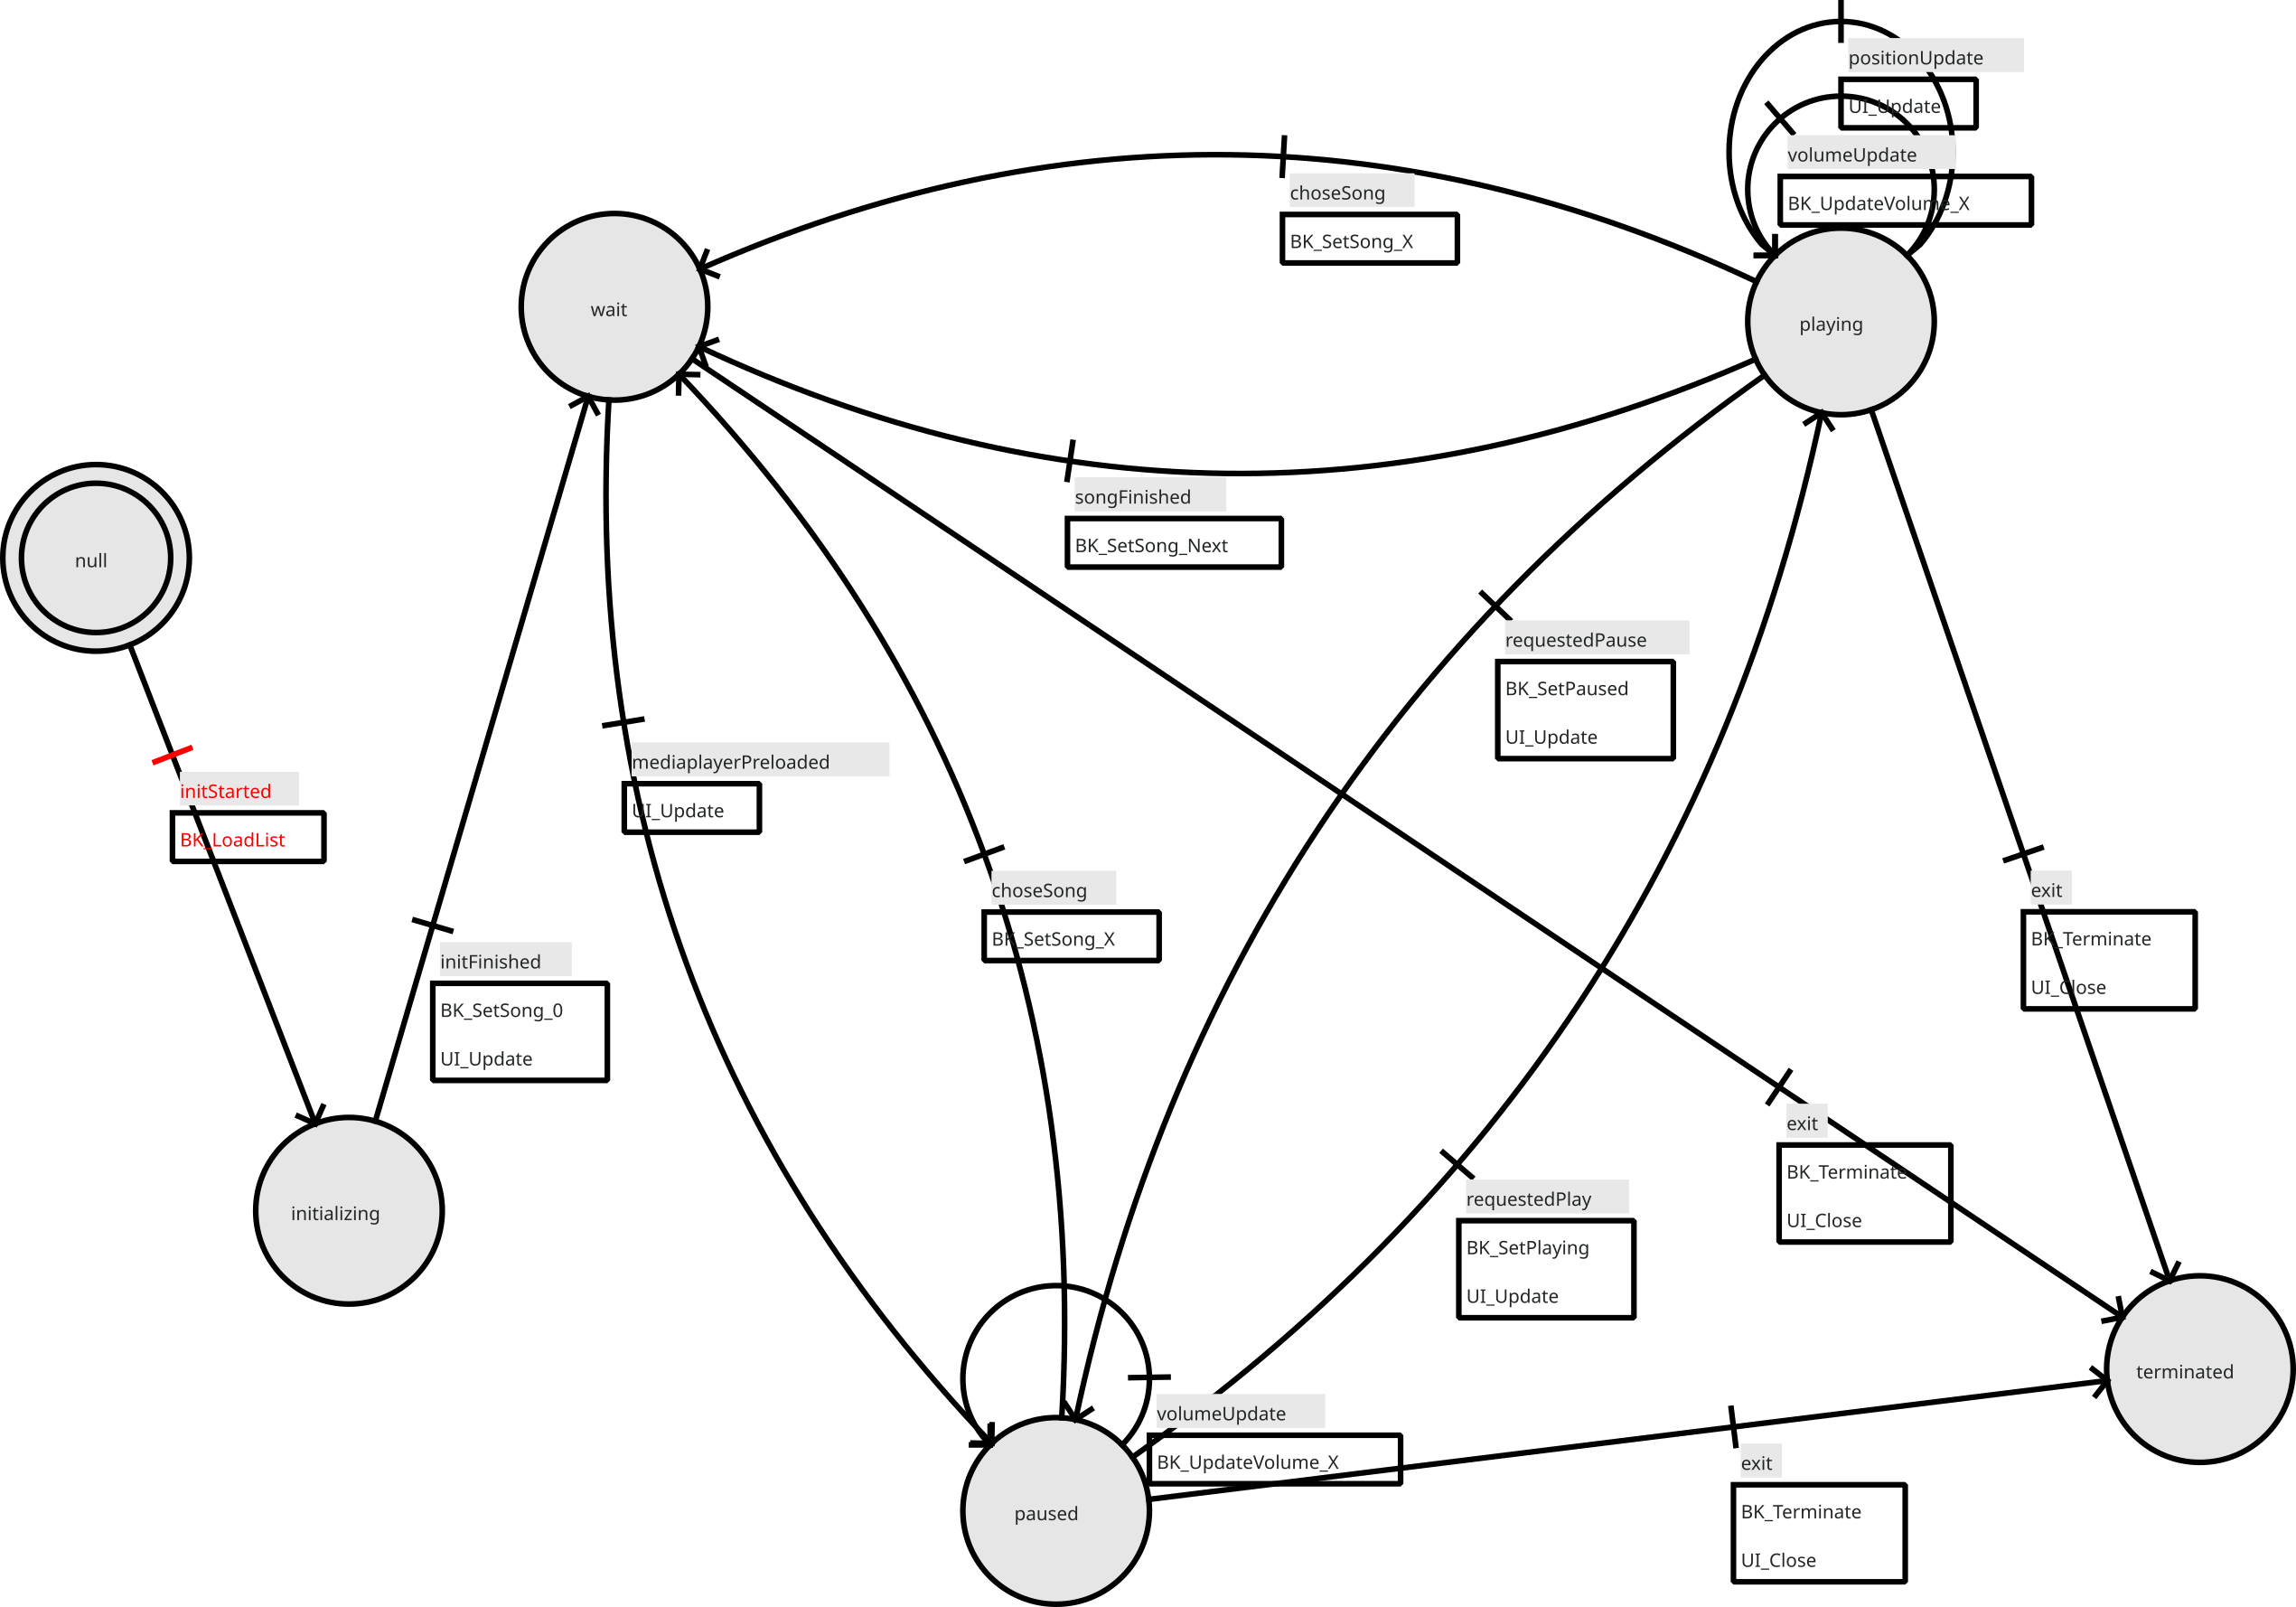 positionUpdate
UI_Update
volumeUpdate
BK_UpdateVolume_X
choseSong
BK_SetSong_X
wait
playing
songFinished
BK_SetSong_Next
null
requestedPause
BK_SetPaused
UI_Update
mediaplayerPreloaded
UI_Update
initStarted
BK_LoadList
choseSong
BK_SetSong_X
exit
BK_Terminate
UI_Close
initFinished
BK_SetSong_0
UI_Update
exit
BK_Terminate
UI_Close
requestedPlay
BK_SetPlaying
UI_Update
initializing
terminated
volumeUpdate
BK_UpdateVolume_X
exit
BK_Terminate
UI_Close
paused